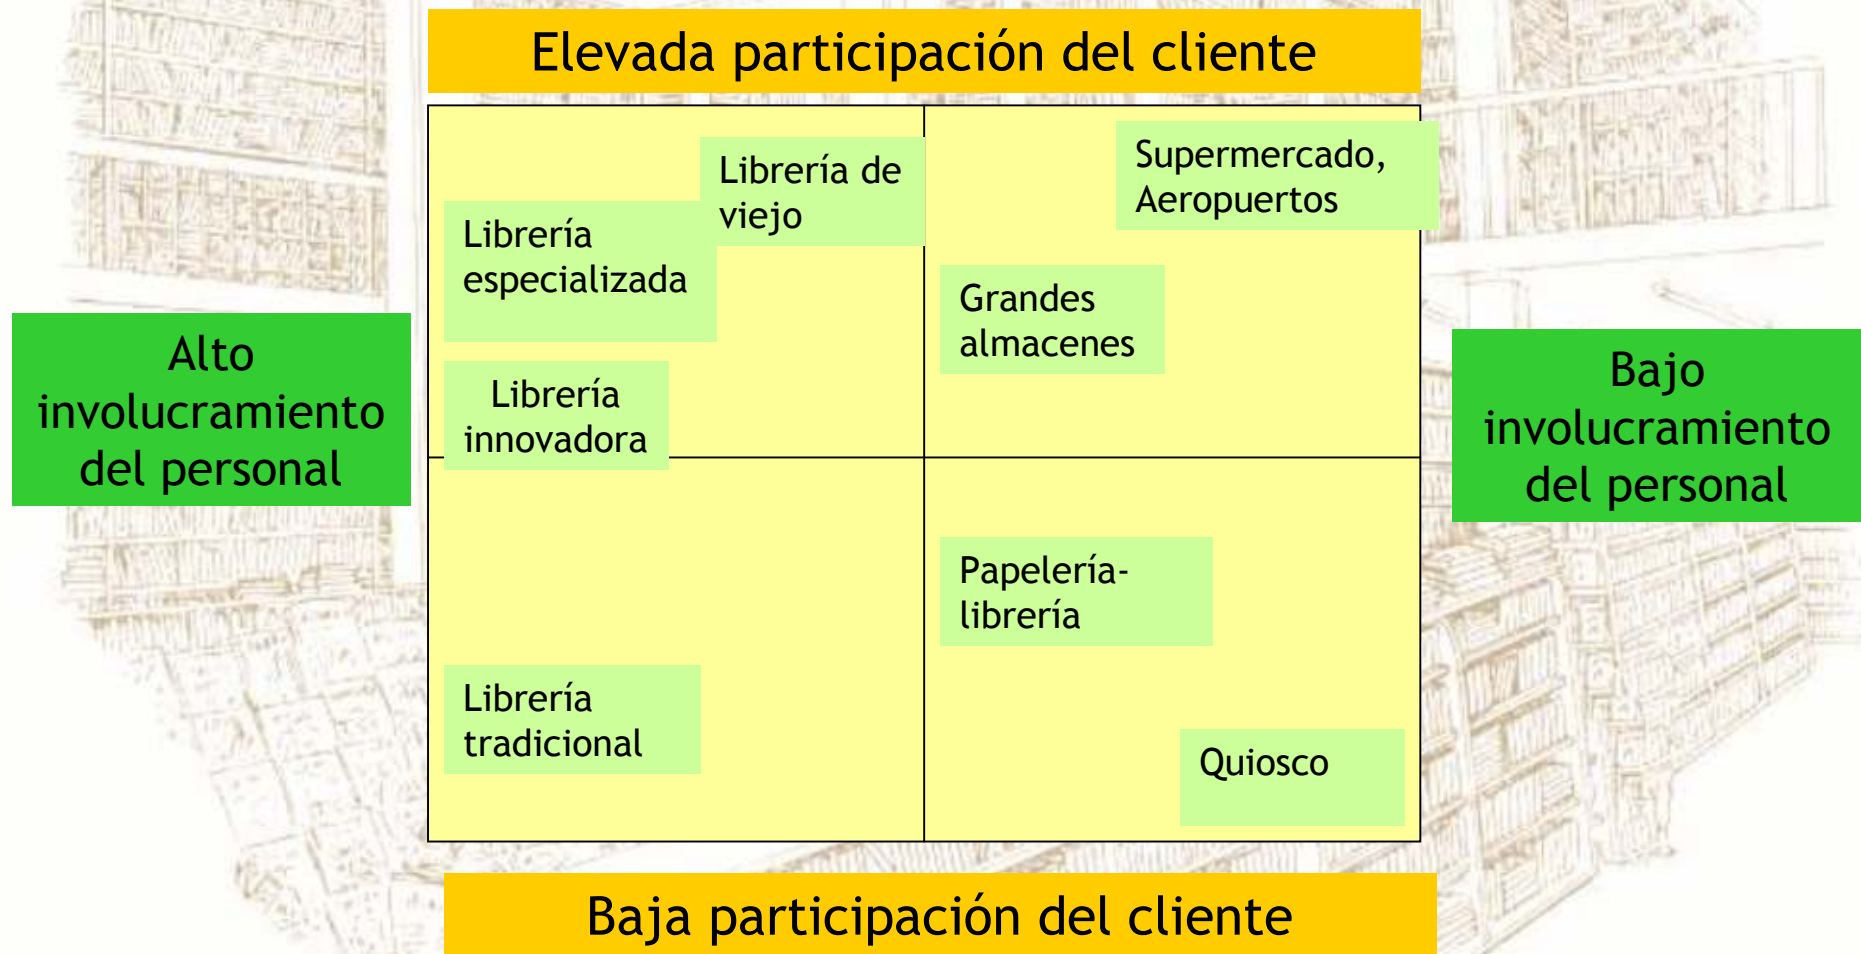 Elevada participación del cliente
Librería de
viejo
Supermercado,
Aeropuertos
Librería
especializada
Grandes
almacenes
Alto
involucramiento
del personal
Librería
innovadora
Bajo
involucramiento
del personal
Papelería-
librería
Librería
tradicional
Quiosco
Baja participación del cliente